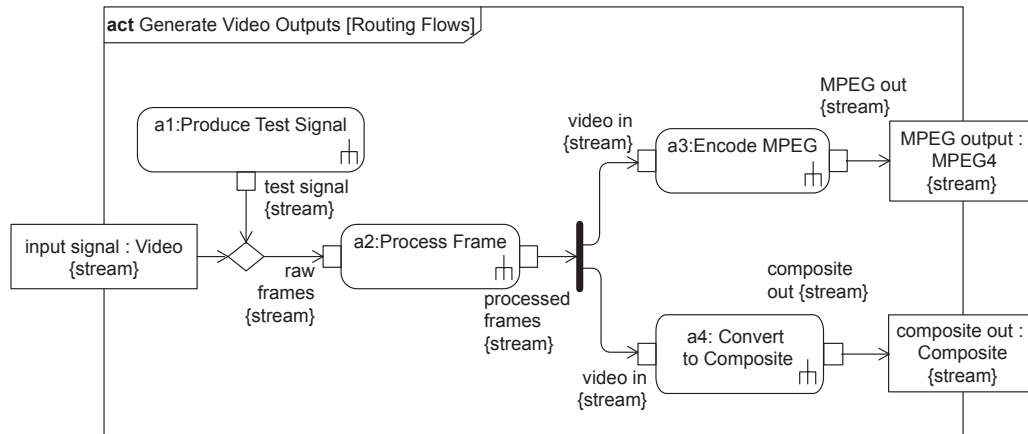 act Generate Video Outputs [Routing Flows]
a1:Produce Test Signal
test signal
{stream}
input signal : Video
{stream}
raw
frames
{stream}
a2:Process Frame
processed
frames
{stream}
video in
{stream}
a3:Encode MPEG
MPEG out
{stream}
MPEG output :
MPEG4
{stream}
video in
{stream}
a4: Convert
to Composite
composite
out {stream}
composite out :
Composite
{stream}